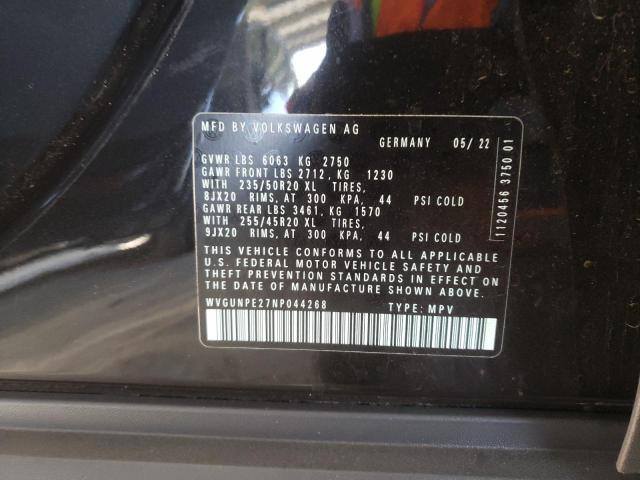 MFD BY VOLKSWAGEN AG
GERMANY 05/ 22
GVWR LBS 6063 KG 2750
GAWR FRONT LBS 2712, KG 1230
WITH 235/50R20 XL TIRES,
8JX20 RIMS, AT 300 KPA, 44 PSI COLD
GAWR REAR LBS 3461, KG 1570
WITH 255/45R20 XL TIRES,
9JX20 RIMS, AT 300 KPA, 44 PSI COLD
THIS VEHICLE CONFORMS TO ALL APPLICABLE
U.S. FEDERAL MOTOR VEHICLE SAFETY AND
THEFT PREVENTION STANDARDS IN EFFECT ON
THE DATE OF MANUFACTURE SHOWN ABOVE.
WVGUNPE27NP044268 TYPE: MPV
1120456 3750 01